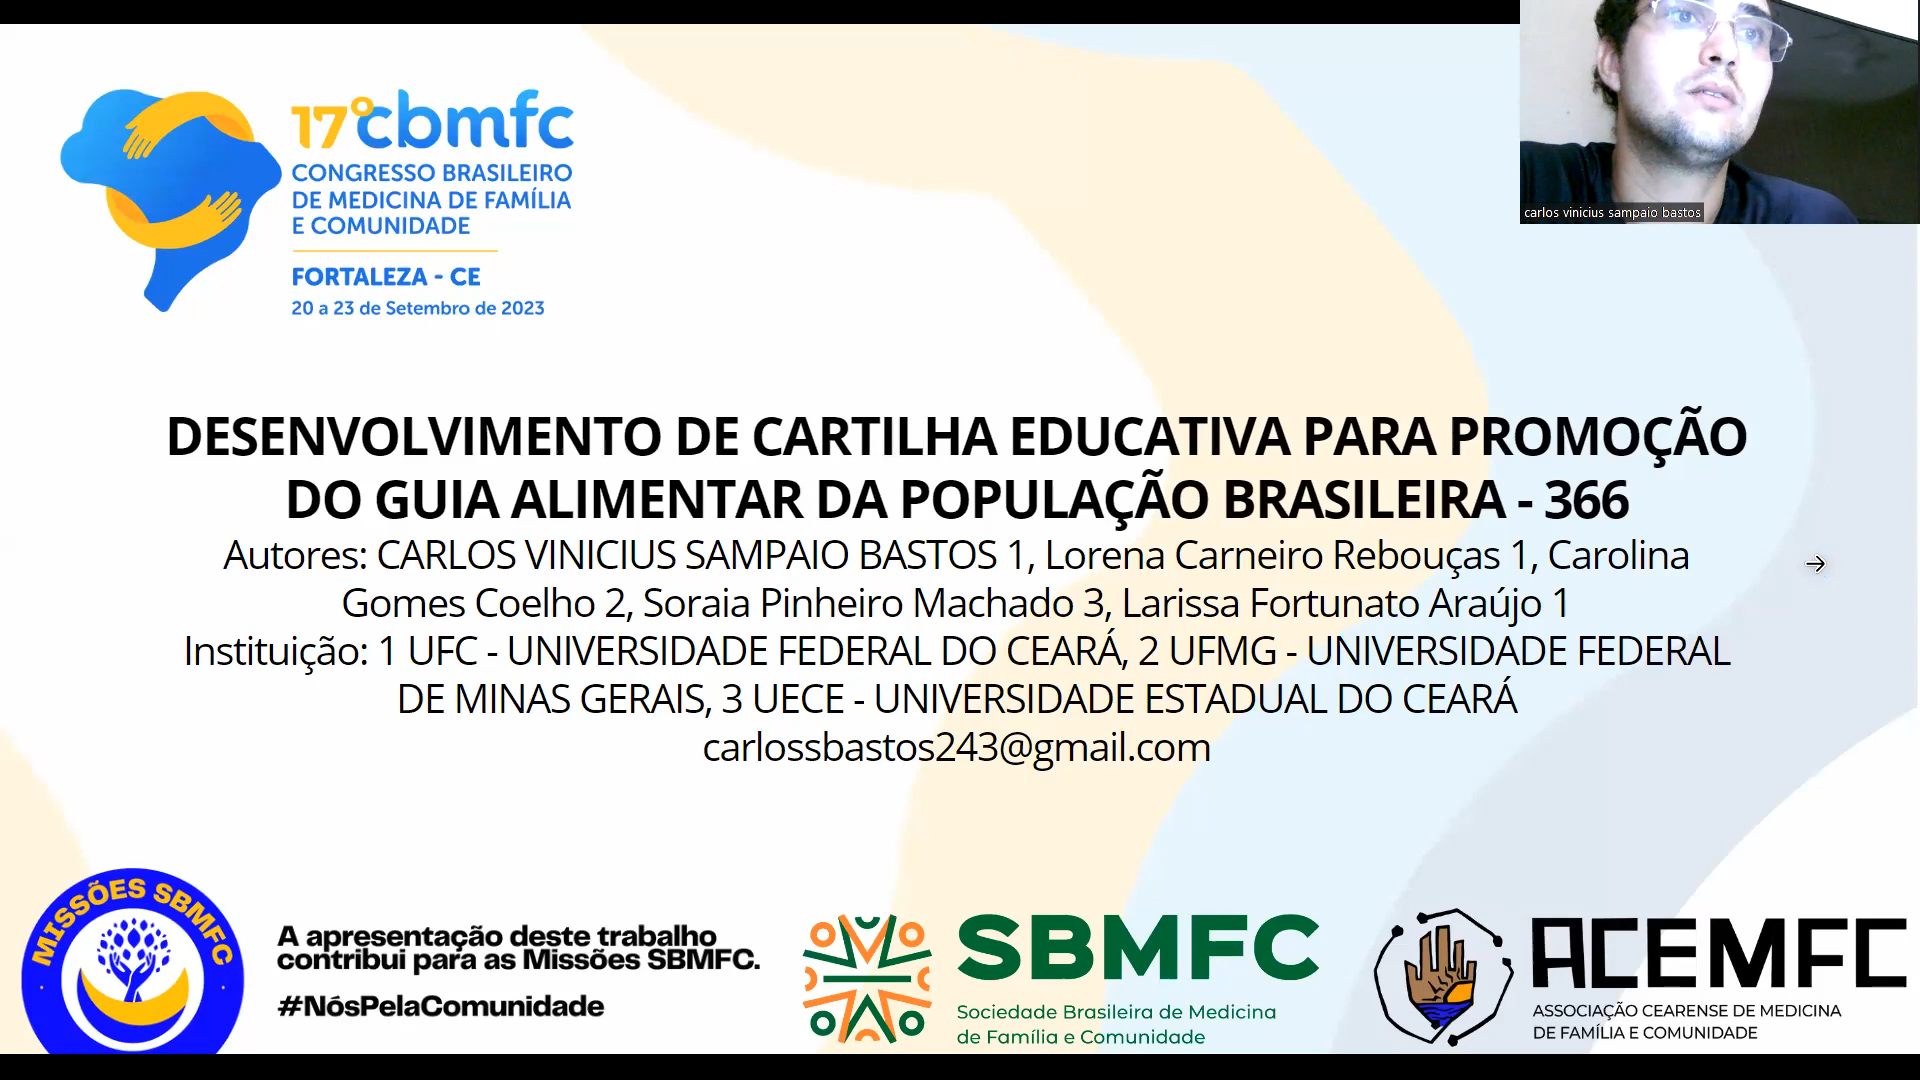 17º cbmfc
CONGRESSO BRASILEIRO
DE MEDICINA DE FAMÍLIA
E COMUNIDADE
FORTALEZA - CE
20 a 23 de Setembro de 2023
carlos vinicius sampaio bastos
DESENVOLVIMENTO DE CARTILHA EDUCATIVA PARA PROMOÇÃO
DO GUIA ALIMENTAR DA POPULAÇÃO BRASILEIRA - 366
Autores: CARLOS VINICIUS SAMPAIO BASTOS 1, Lorena Carneiro Rebouças 1, Carolina
Gomes Coelho 2, Soraia Pinheiro Machado 3, Larissa Fortunato Araújo 1
Instituição: 1 UFC - UNIVERSIDADE FEDERAL DO CEARÁ, 2 UFMG - UNIVERSIDADE FEDERAL
DE MINAS GERAIS, 3 UECE - UNIVERSIDADE ESTADUAL DO CEARÁ
carlossbastos243@gmail.com
MISSÕES SBMFC
A apresentação deste trabalho
contribui para as Missões SBMFC.
#NósPelaComunidade
SBMFC
Sociedade Brasileira de Medicina
de Família e Comunidade
ACEMFC
ASSOCIAÇÃO CEARENSE DE MEDICINA
DE FAMÍLIA E COMUNIDADE